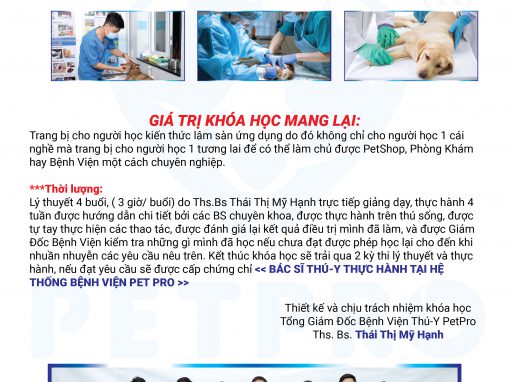 GIÁ TRỊ KHÓA HỌC MANG LẠI:
Trang bị cho người học kiến thức lâm sàn ứng dụng do đó không chỉ cho người học 1 cái
nghề mà trang bị cho người học 1 tương lai để có thể làm chủ được PetShop, Phòng Khám
hay Bệnh Viện một cách chuyên nghiệp.
***Thời lượng:
Lý thuyết 4 buổi, ( 3 giờ/ buổi) do Ths.Bs Thái Thị Mỹ Hạnh trực tiếp giảng dạy, thực hành 4
tuần được hướng dẫn chi tiết bởi các BS chuyên khoa, được thực hành trên thú sống, được
tự tay thực hiện các thao tác, được đánh giá lại kết quả điều trị mình đã làm, và được Giám
Đốc Bệnh Viện kiểm tra những gì mình đã học nếu chưa đạt được phép học lại cho đến khi
nhuần nhuyễn các yêu cầu nêu trên. Kết thúc khóa học sẽ trải qua 2 kỳ thi lý thuyết và thực
hành, nếu đạt yêu cầu sẽ được cấp chứng chỉ << BÁC SĨ THÚ-Y THỰC HÀNH TẠI HỆ
THỐNG BỆNH VIỆN PET PRO >>
Thiết kế và chịu trách nhiệm khóa học
Tổng Giám Đốc Bệnh Viện Thú-Y PetPro
Ths. Bs. Thái Thị Mỹ Hạnh
PETPRO